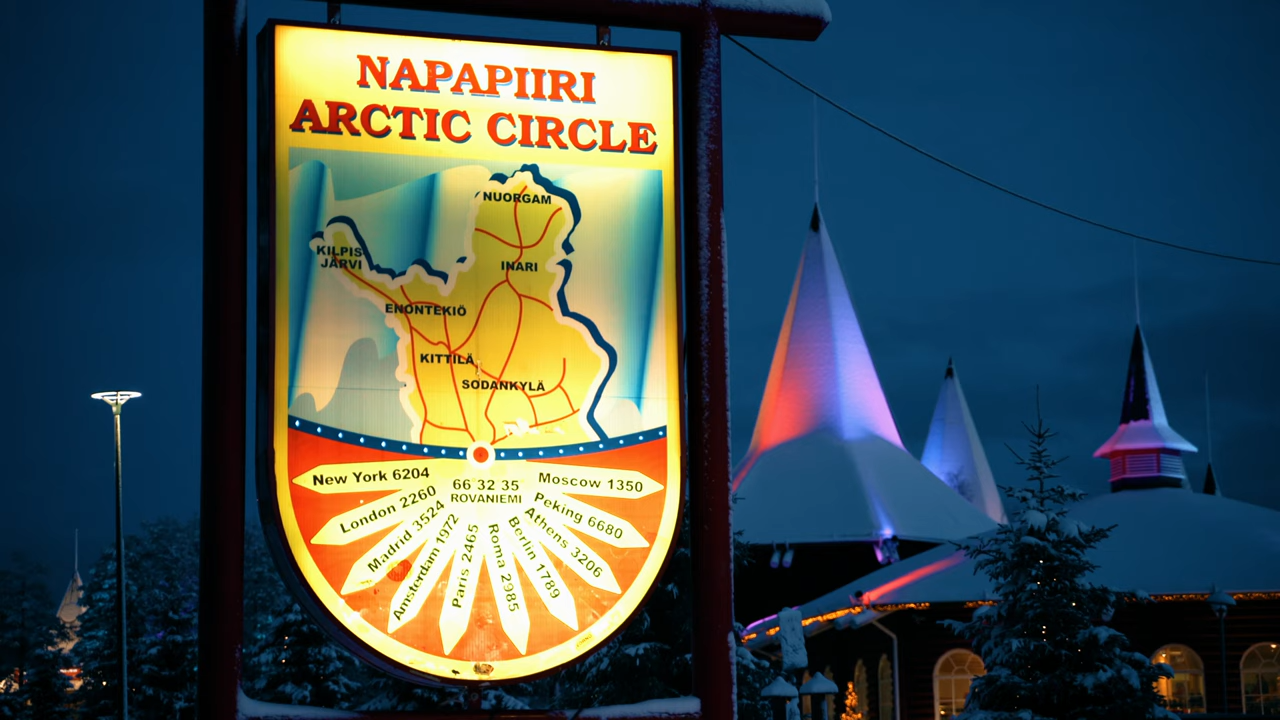 NAPAPIIRI
ARCTIC CIRCLE
NUORGAM
KILPIS
JÄRVI
INARI
ENONTEKIÖ
KITTILÄ
SODANKYLÄ
66 32 35
ROVANIEMI
New York 6204
London 2260
Madrid 3524
Amsterdam 1972
Paris 2465
Roma 2985
Berlin 1789
Athens 3206
Peking 6680
Moscow 1350